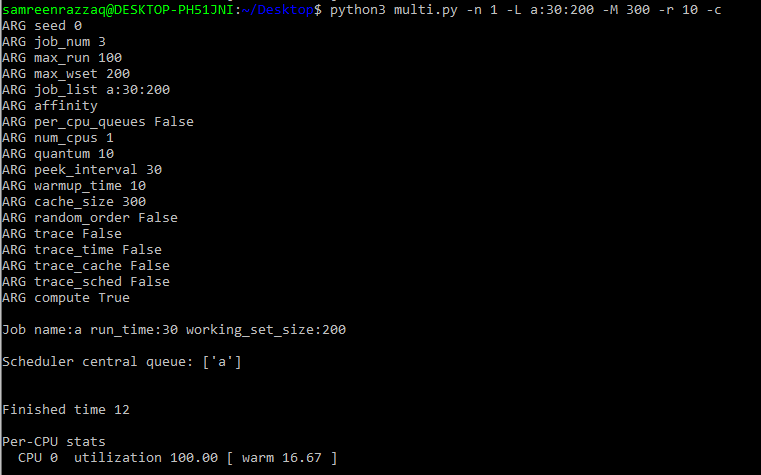 samreenrazzaq@DESKTOP-PH51JNI:~/Desktop$ python3 multi.py -n 1 -L a:30:200 -M 300 -r 10 -c
ARG seed 0
ARG job_num 3
ARG max_run 100
ARG max_wset 200
ARG job_list a:30:200
ARG affinity
ARG per_cpu_queues False
ARG num_cpus 1
ARG quantum 10
ARG peek_interval 30
ARG warmup_time 10
ARG cache_size 300
ARG random_order False
ARG trace False
ARG trace_time False
ARG trace_cache False
ARG trace_sched False
ARG compute True
Job name:a run_time:30 working_set_size:200
Scheduler central queue: ['a']
Finished time 12
Per-CPU stats
CPU 0 utilization 100.00 [ warm 16.67 ]